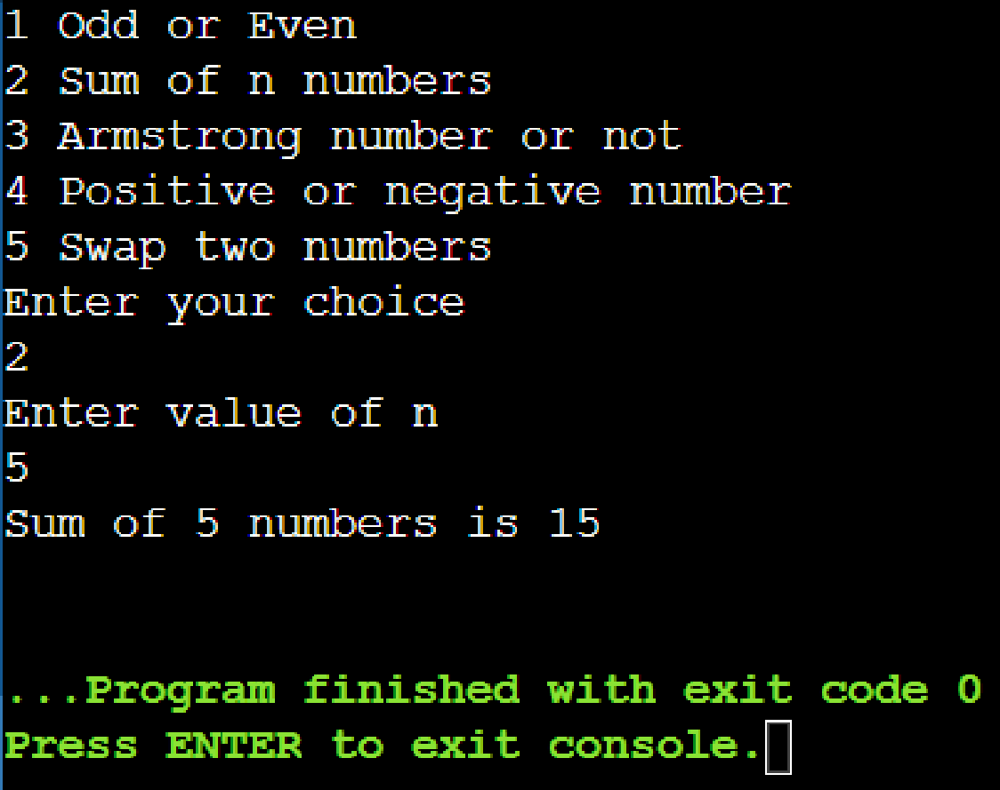 1 Odd or Even
2 Sum of n numbers
3 Armstrong number or not
4 Positive or negative number
5 Swap two numbers
Enter your choice
2
Enter value of n
5
Sum of 5 numbers is 15
...Program finished with exit code 0
Press ENTER to exit console.